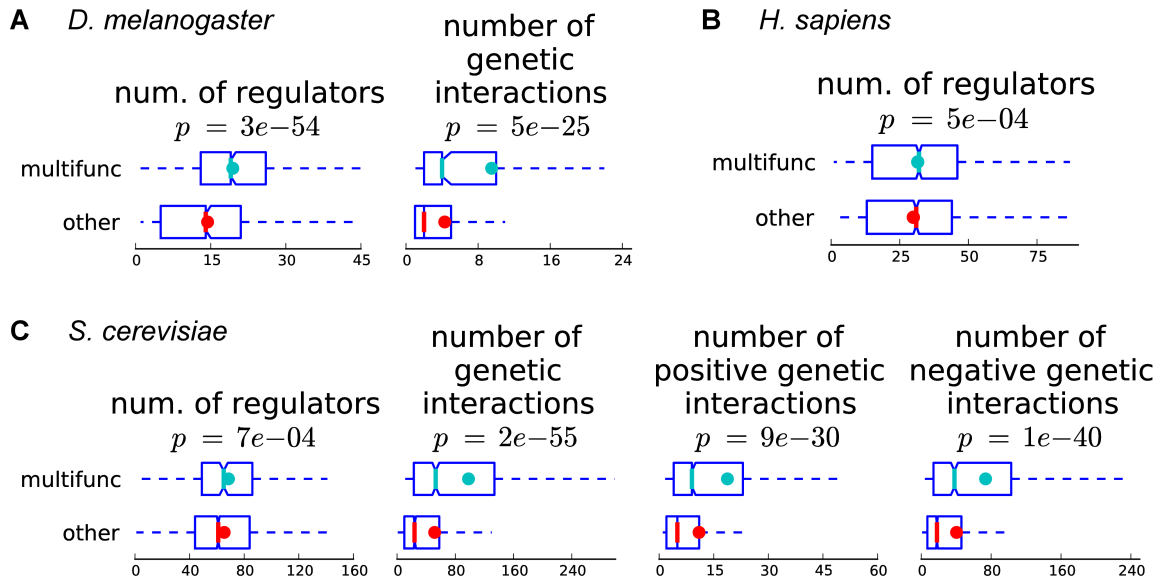 A D. melanogaster
num. of regulators
p = 3e−54
number of
genetic
interactions
p = 5e−25
multifunc
other
0 15 30 45
0 8 16 24
B H. sapiens
num. of regulators
p = 5e−04
multifunc
other
0 25 50 75
C S. cerevisiae
num. of regulators
p = 7e−04
number of
genetic
interactions
p = 2e−55
number of
positive genetic
interactions
p = 9e−30
number of
negative genetic
interactions
p = 1e−40
multifunc
other
0 40 80 120 160
0 80 160 240
0 15 30 45 60
0 80 160 240